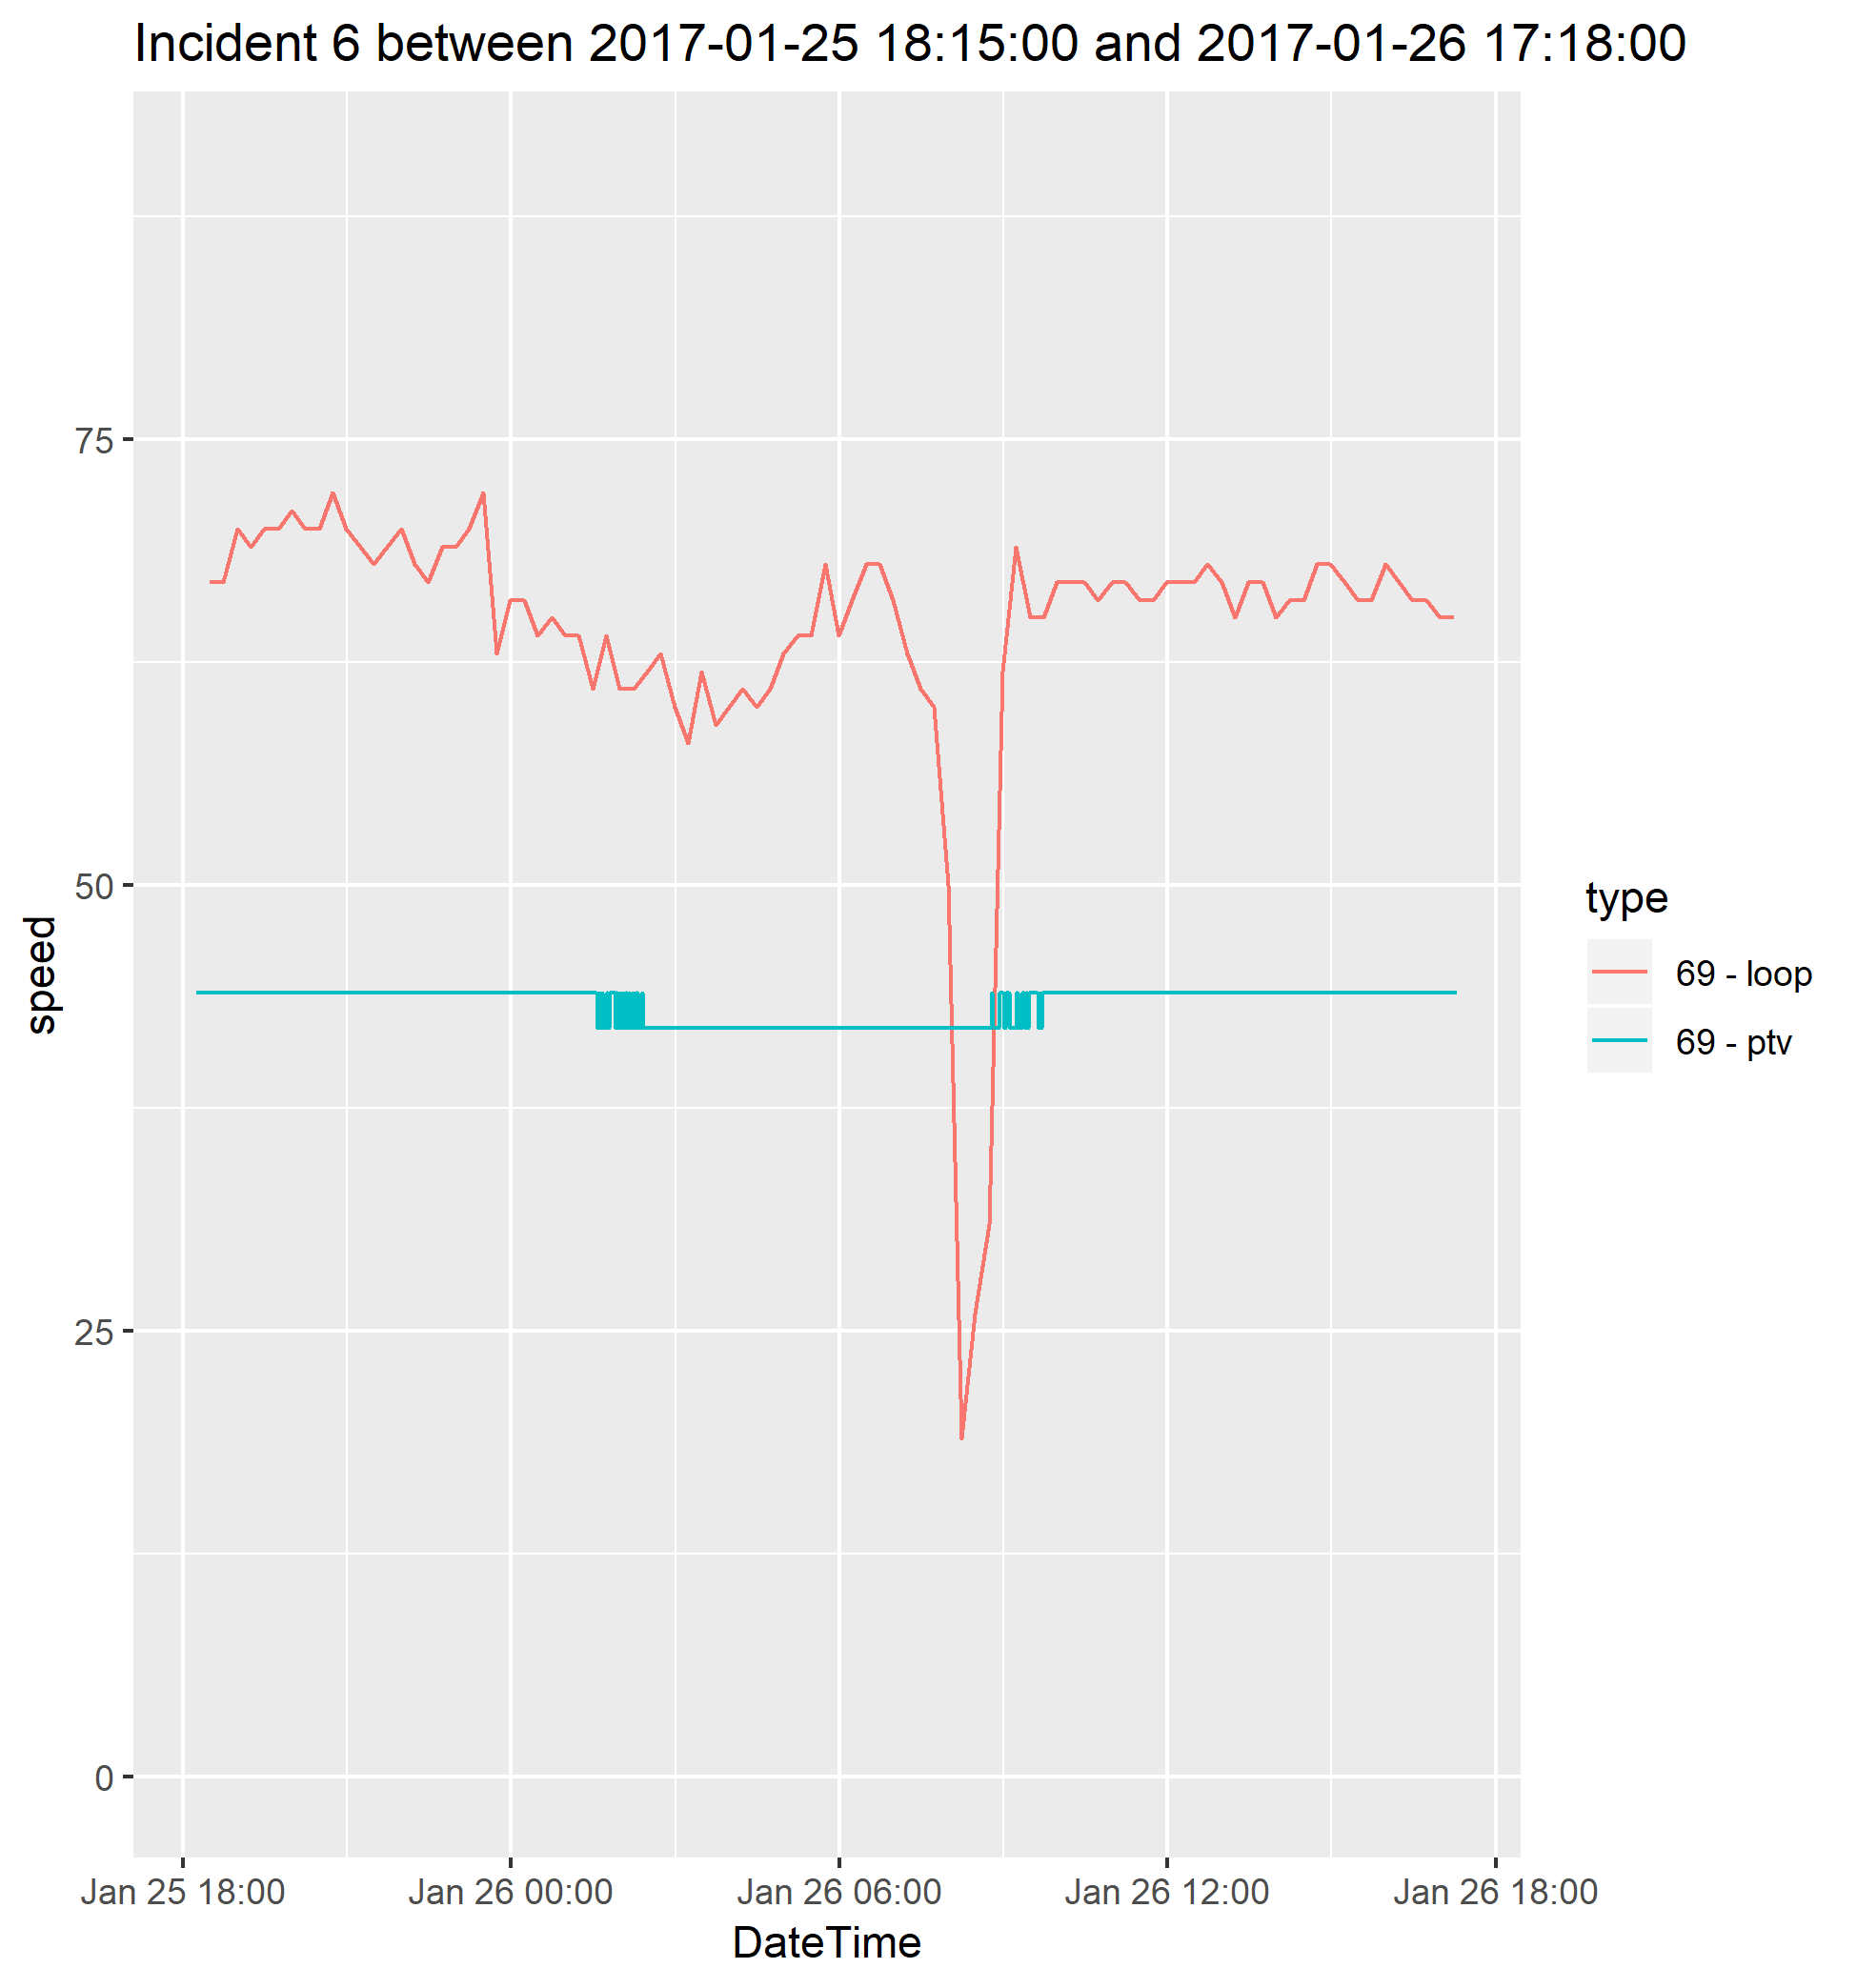 Incident 6 between 2017-01-25 18:15:00 and 2017-01-26 17:18:00
75
50
25
0
speed
Jan 25 18:00
Jan 26 00:00
Jan 26 06:00
Jan 26 12:00
Jan 26 18:00
DateTime
type
69 - loop
69 - ptv